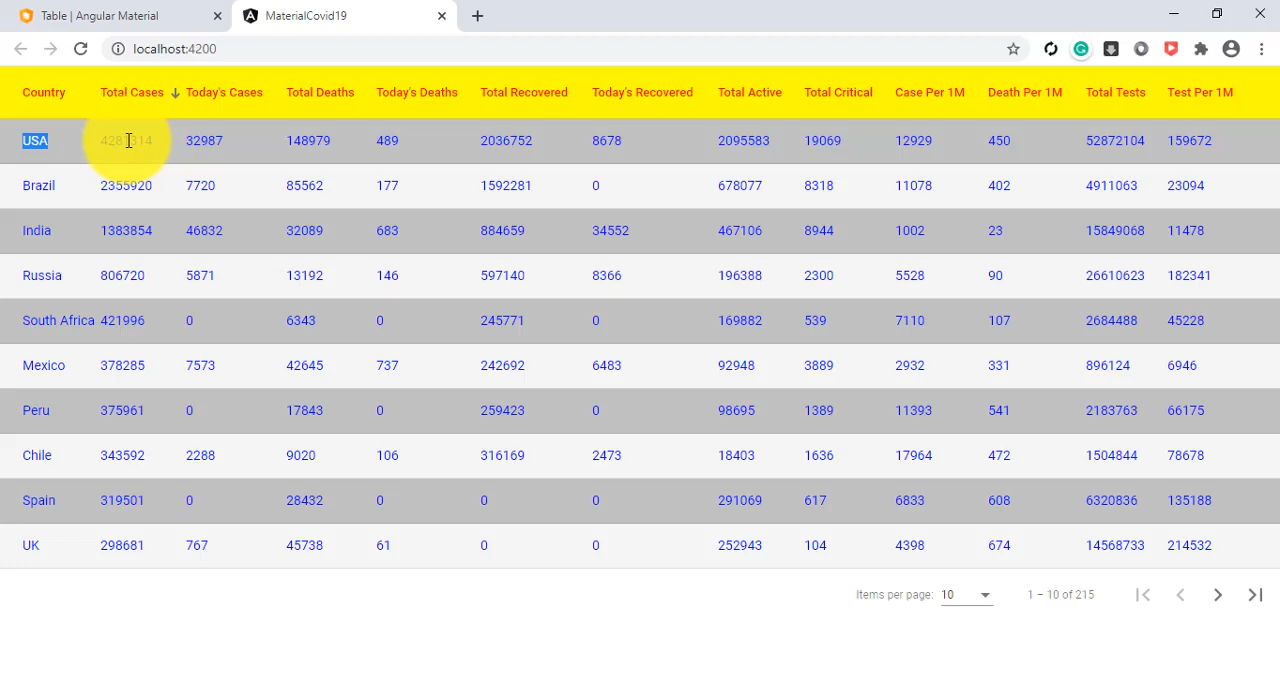 Table | Angular Material
MaterialCovid19
localhost:4200
Country Total Cases Today's Cases Total Deaths Today's Deaths Total Recovered Today's Recovered Total Active Total Critical Case Per 1M Death Per 1M Total Tests Test Per 1M
USA 4281314 32987 148979 489 2036752 8678 2095583 19069 12929 450 52872104 159672
Brazil 2355920 7720 85562 177 1592281 0 678077 8318 11078 402 4911063 23094
India 1383854 46832 32089 683 884659 34552 467106 8944 1002 23 15849068 11478
Russia 806720 5871 13192 146 597140 8366 196388 2300 5528 90 26610623 182341
South Africa 421996 0 6343 0 245771 0 169882 539 7110 107 2684488 45228
Mexico 378285 7573 42645 737 242692 6483 92948 3889 2932 331 896124 6946
Peru 375961 0 17843 0 259423 0 98695 1389 11393 541 2183763 66175
Chile 343592 2288 9020 106 316169 2473 18403 1636 17964 472 1504844 78678
Spain 319501 0 28432 0 0 0 291069 617 6833 608 6320836 135188
UK 298681 767 45738 61 0 0 252943 104 4398 674 14568733 214532
Items per page: 10 1 – 10 of 215